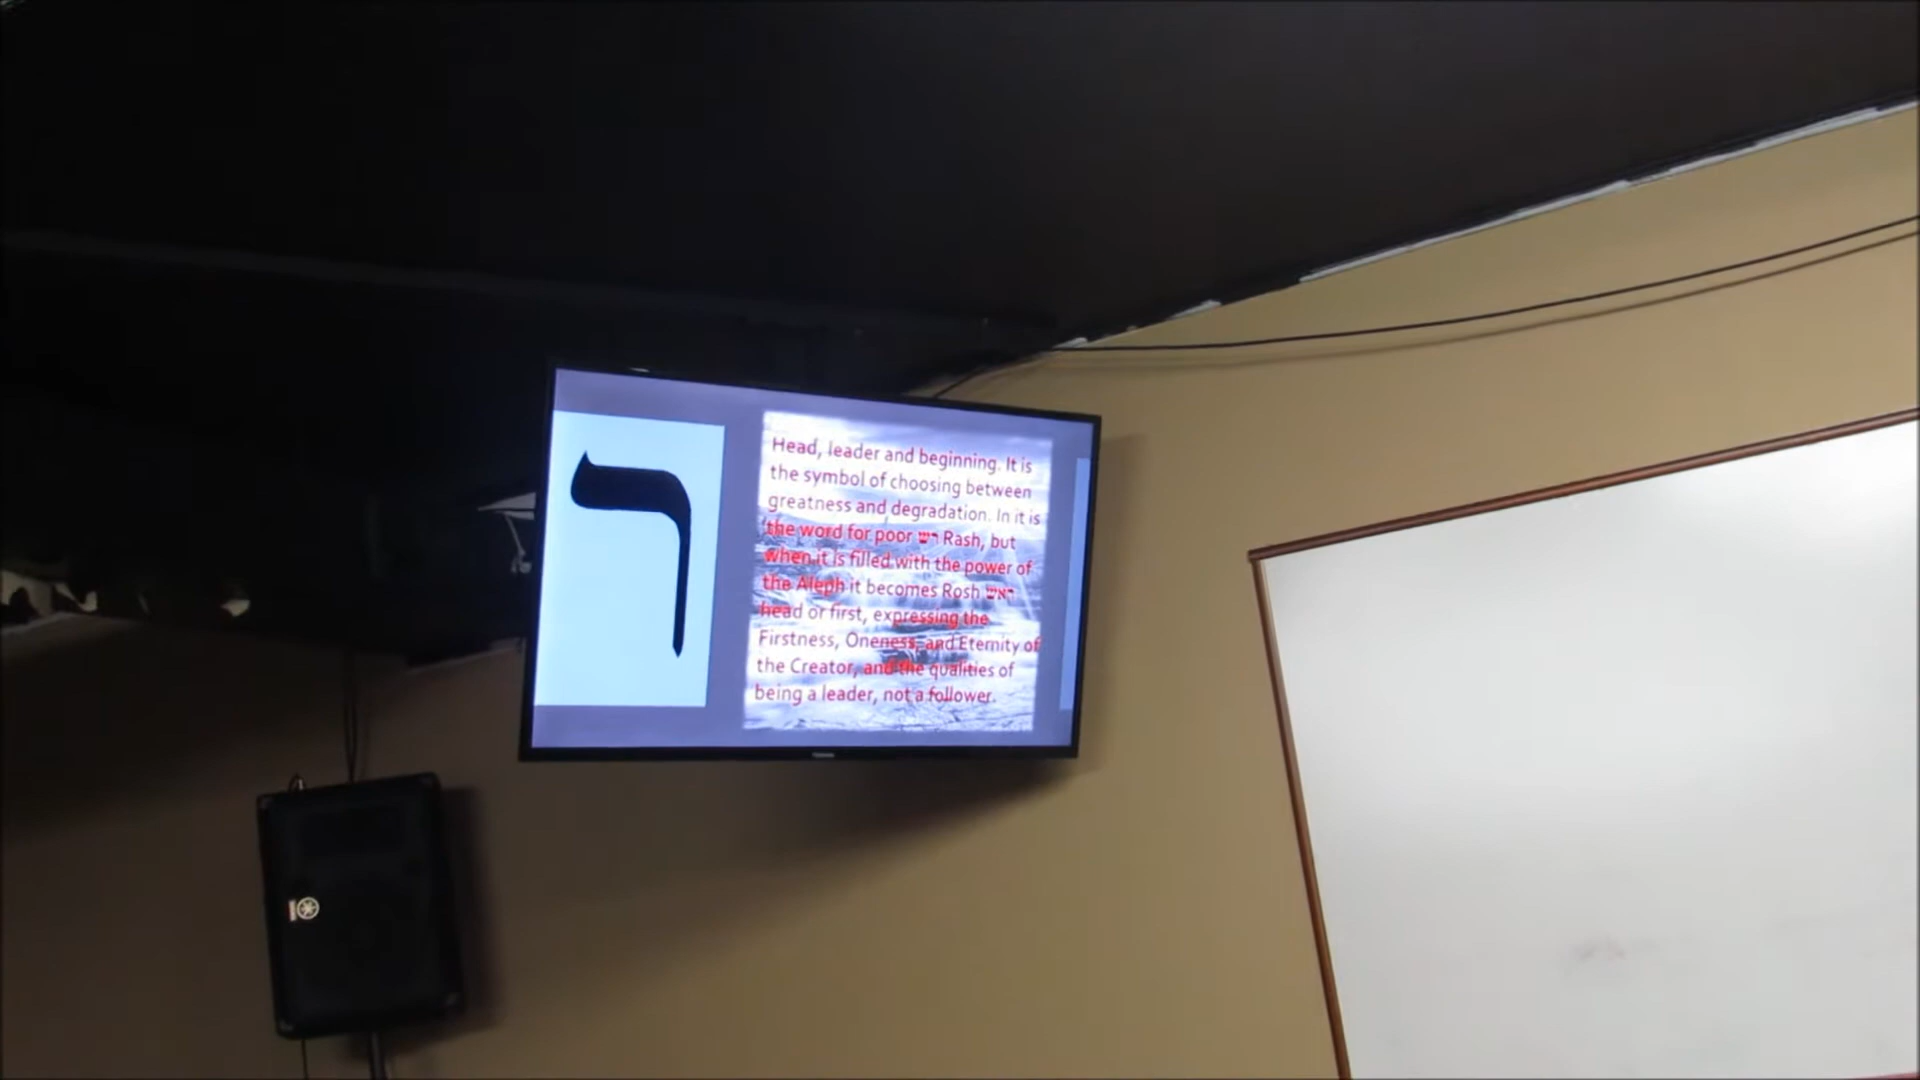 ר
Head, leader and beginning. It is
the symbol of choosing between
greatness and degradation. In it is
the word for poor רש Rash, but
when it is filled with the power of
the Aleph it becomes Rosh ראש
head or first, expressing the
Firstness, Oneness, and Eternity of
the Creator, and the qualities of
being a leader, not a follower.